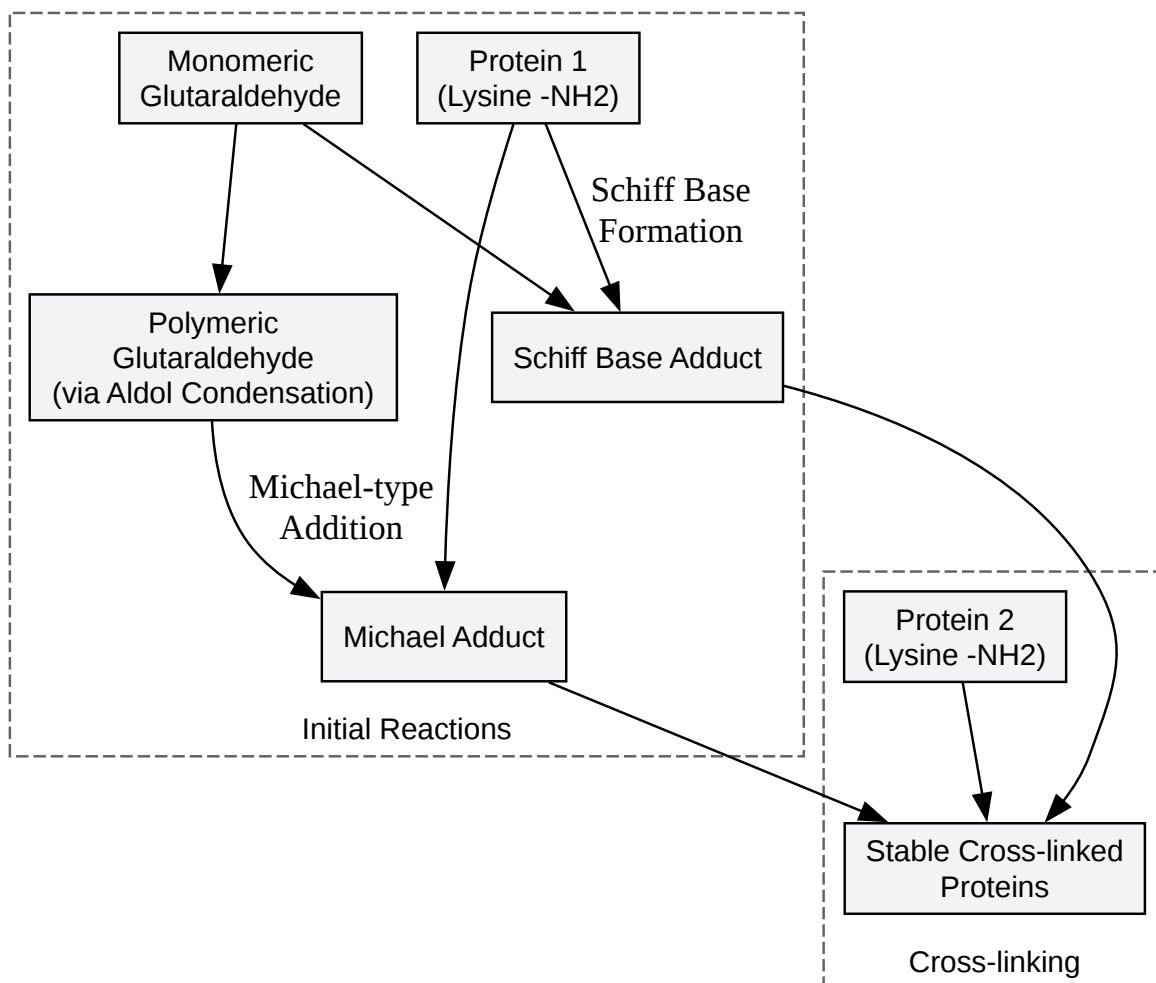 Monomeric
Glutaraldehyde
Protein 1
(Lysine -NH2)
Schiff Base
Formation
Polymeric
Glutaraldehyde
(via Aldol Condensation)
Schiff Base Adduct
Michael-type
Addition
Michael Adduct
Initial Reactions
Protein 2
(Lysine -NH2)
Stable Cross-linked
Proteins
Cross-linking